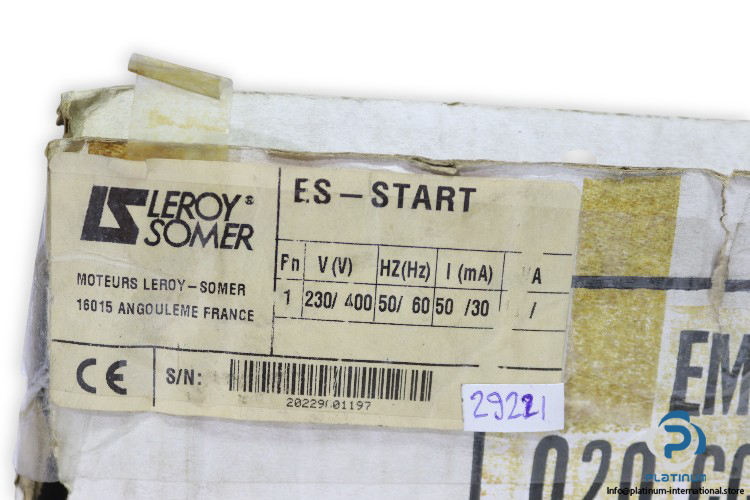 LEROY®
SOMER
MOTEURS LEROY-SOMER
16015 ANGOULEME FRANCE
ES-START
Fn V(V) HZ(Hz) I (mA) VA
1 230/ 400 50/ 60 50 /30 /
CE S/N:
29221
EM
PLATINUM
info@platinum-international.store